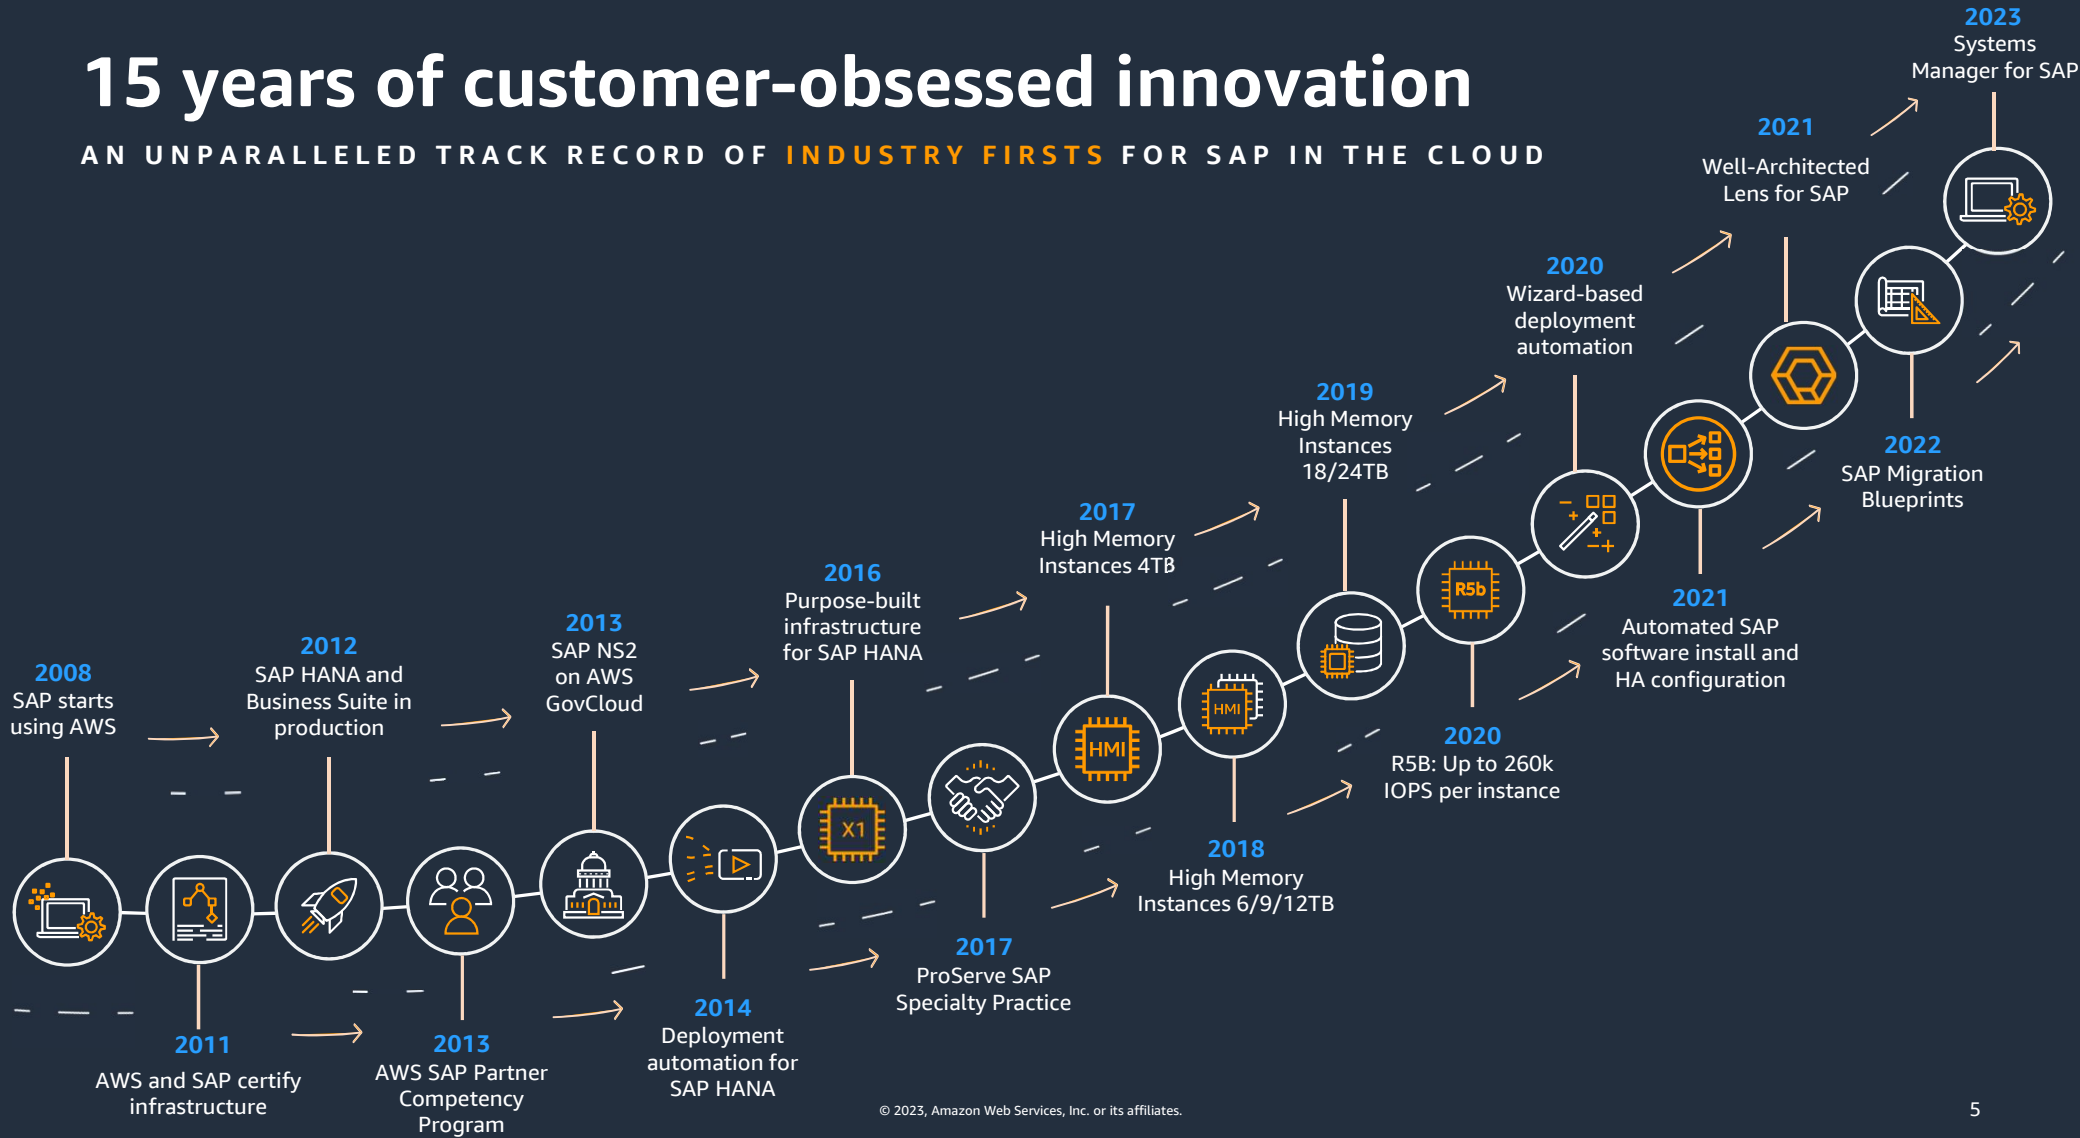 15 years of customer-obsessed innovation
AN UNPARALLELED TRACK RECORD OF INDUSTRY FIRSTS FOR SAP IN THE CLOUD
2008
SAP starts
using AWS
2011
AWS and SAP certify
infrastructure
2012
SAP HANA and
Business Suite in
production
2013
AWS SAP Partner
Competency
Program
2013
SAP NS2
on AWS
GovCloud
2014
Deployment
automation for
SAP HANA
2016
Purpose-built
infrastructure
for SAP HANA
X1
2017
ProServe SAP
Specialty Practice
2017
High Memory
Instances 4TB
HMI
2018
High Memory
Instances 6/9/12TB
HMI
2019
High Memory
Instances
18/24TB
2020
R5B: Up to 260k
IOPS per instance
R5b
2020
Wizard-based
deployment
automation
2021
Automated SAP
software install and
HA configuration
2021
Well-Architected
Lens for SAP
2022
SAP Migration
Blueprints
2023
Systems
Manager for SAP
© 2023, Amazon Web Services, Inc. or its affiliates.
5